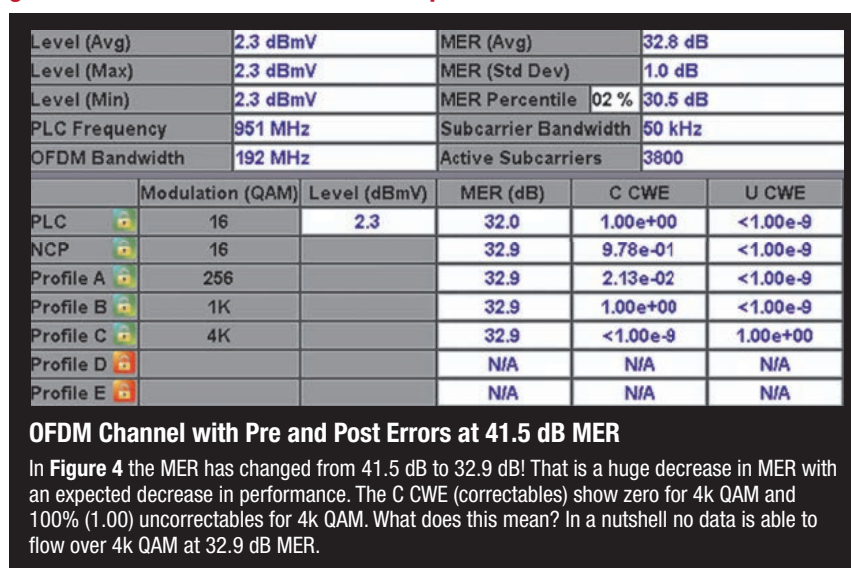 Level (Avg) 2.3 dBmV MER (Avg) 32.8 dB
Level (Max) 2.3 dBmV MER (Std Dev) 1.0 dB
Level (Min) 2.3 dBmV MER Percentile 02 % 30.5 dB
PLC Frequency 951 MHz Subcarrier Bandwidth 50 kHz
OFDM Bandwidth 192 MHz Active Subcarriers 3800
Modulation (QAM) Level (dBmV) MER (dB) C CWE U CWE
PLC 16 2.3 32.0 1.00e+00 <1.00e-9
NCP 16 32.9 9.78e-01 <1.00e-9
Profile A 256 32.9 2.13e-02 <1.00e-9
Profile B 1K 32.9 1.00e+00 <1.00e-9
Profile C 4K 32.9 <1.00e-9 1.00e+00
Profile D N/A N/A N/A
Profile E N/A N/A N/A
OFDM Channel with Pre and Post Errors at 41.5 dB MER
In Figure 4 the MER has changed from 41.5 dB to 32.9 dB! That is a huge decrease in MER with
an expected decrease in performance. The C CWE (correctables) show zero for 4k QAM and
100% (1.00) uncorrectables for 4k QAM. What does this mean? In a nutshell no data is able to
flow over 4k QAM at 32.9 dB MER.